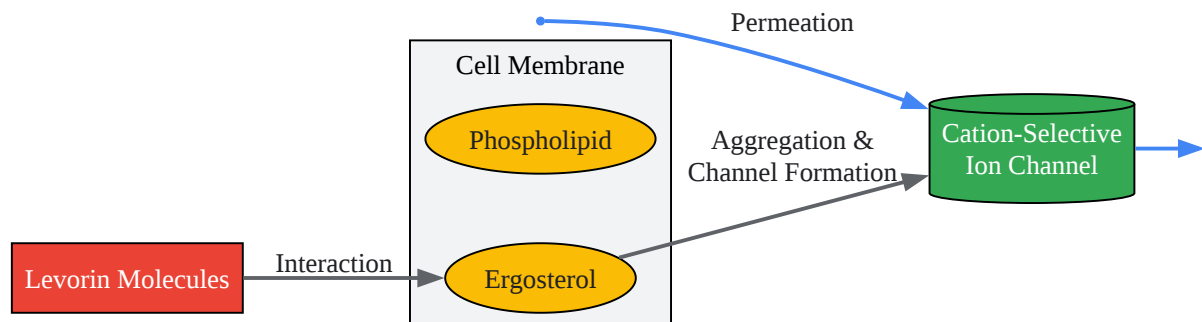 Permeation
Cell Membrane
Phospholipid
Aggregation &
Channel Formation
Cation-Selective
Ion Channel
Levorin Molecules
Interaction
Ergosterol